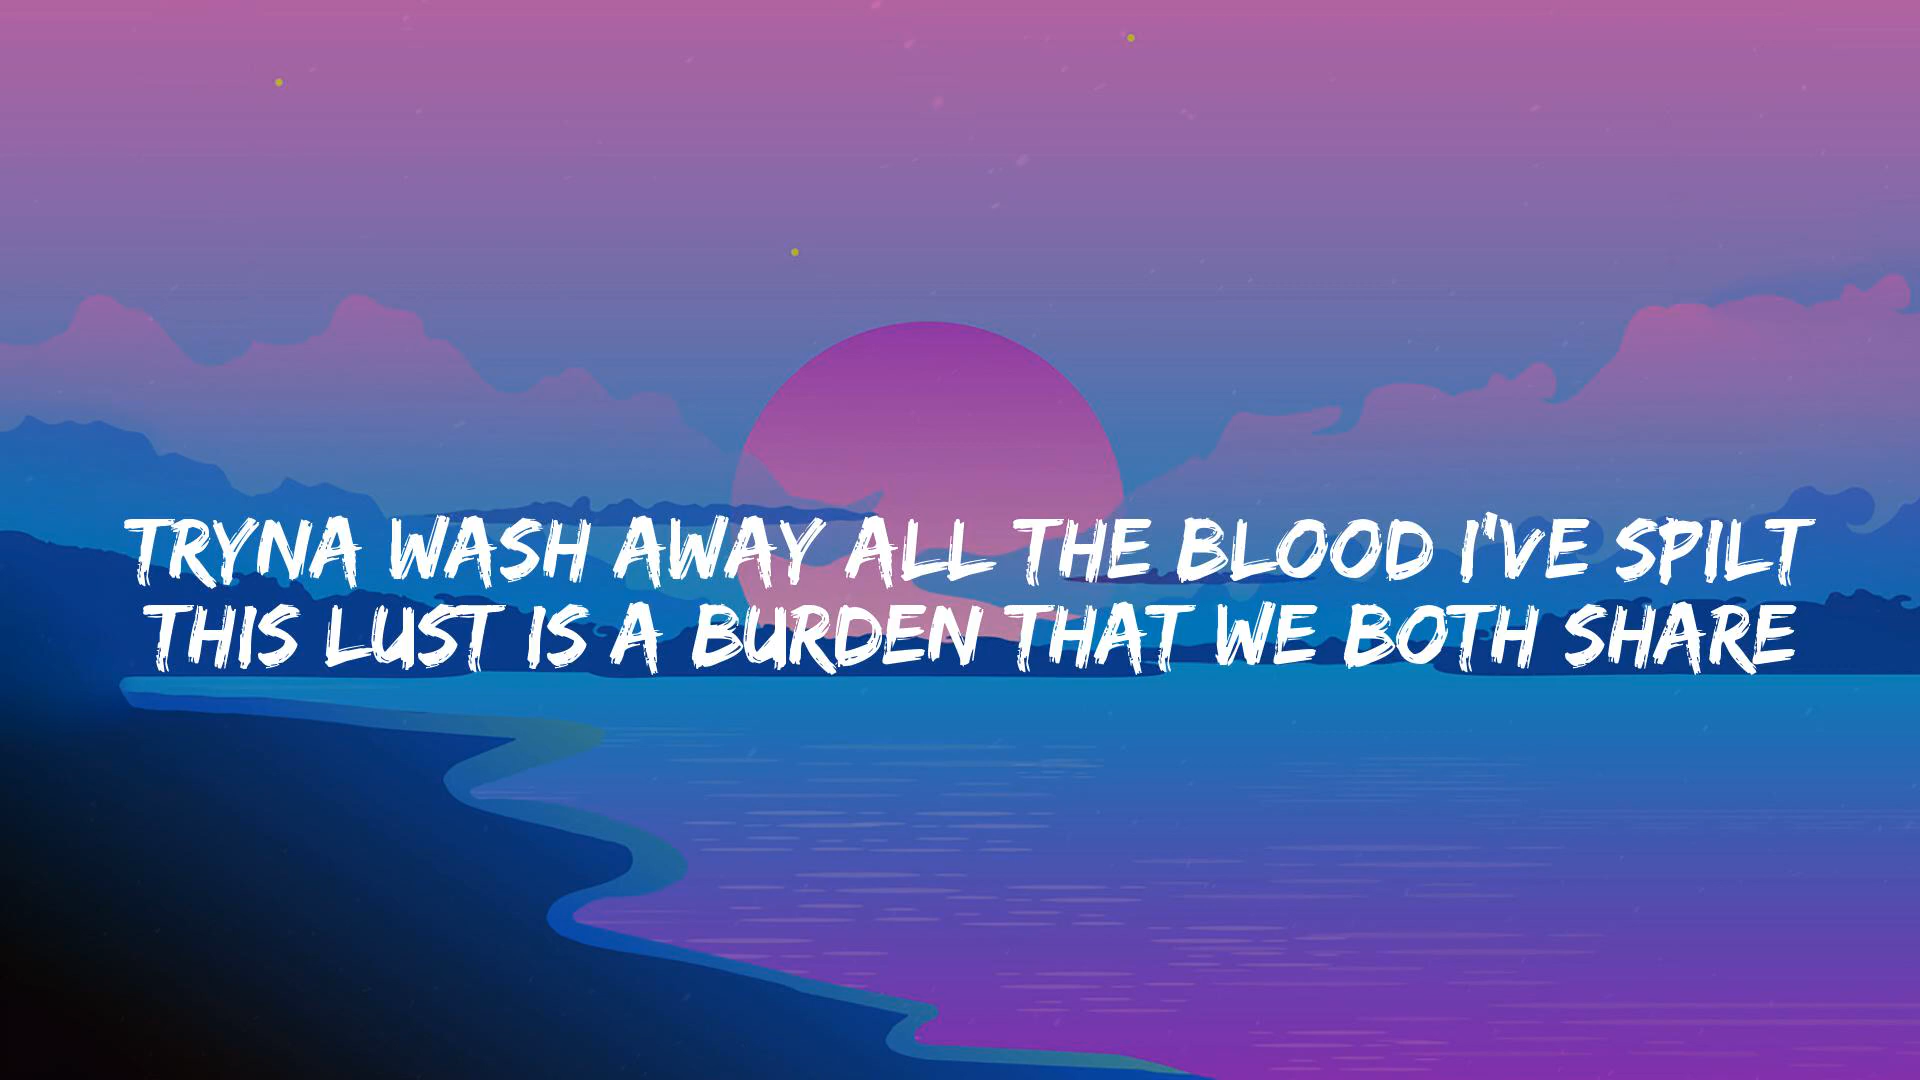 TRYNA WASH AWAY ALL THE BLOOD I'VE SPILT
THIS LUST IS A BURDEN THAT WE BOTH SHARE